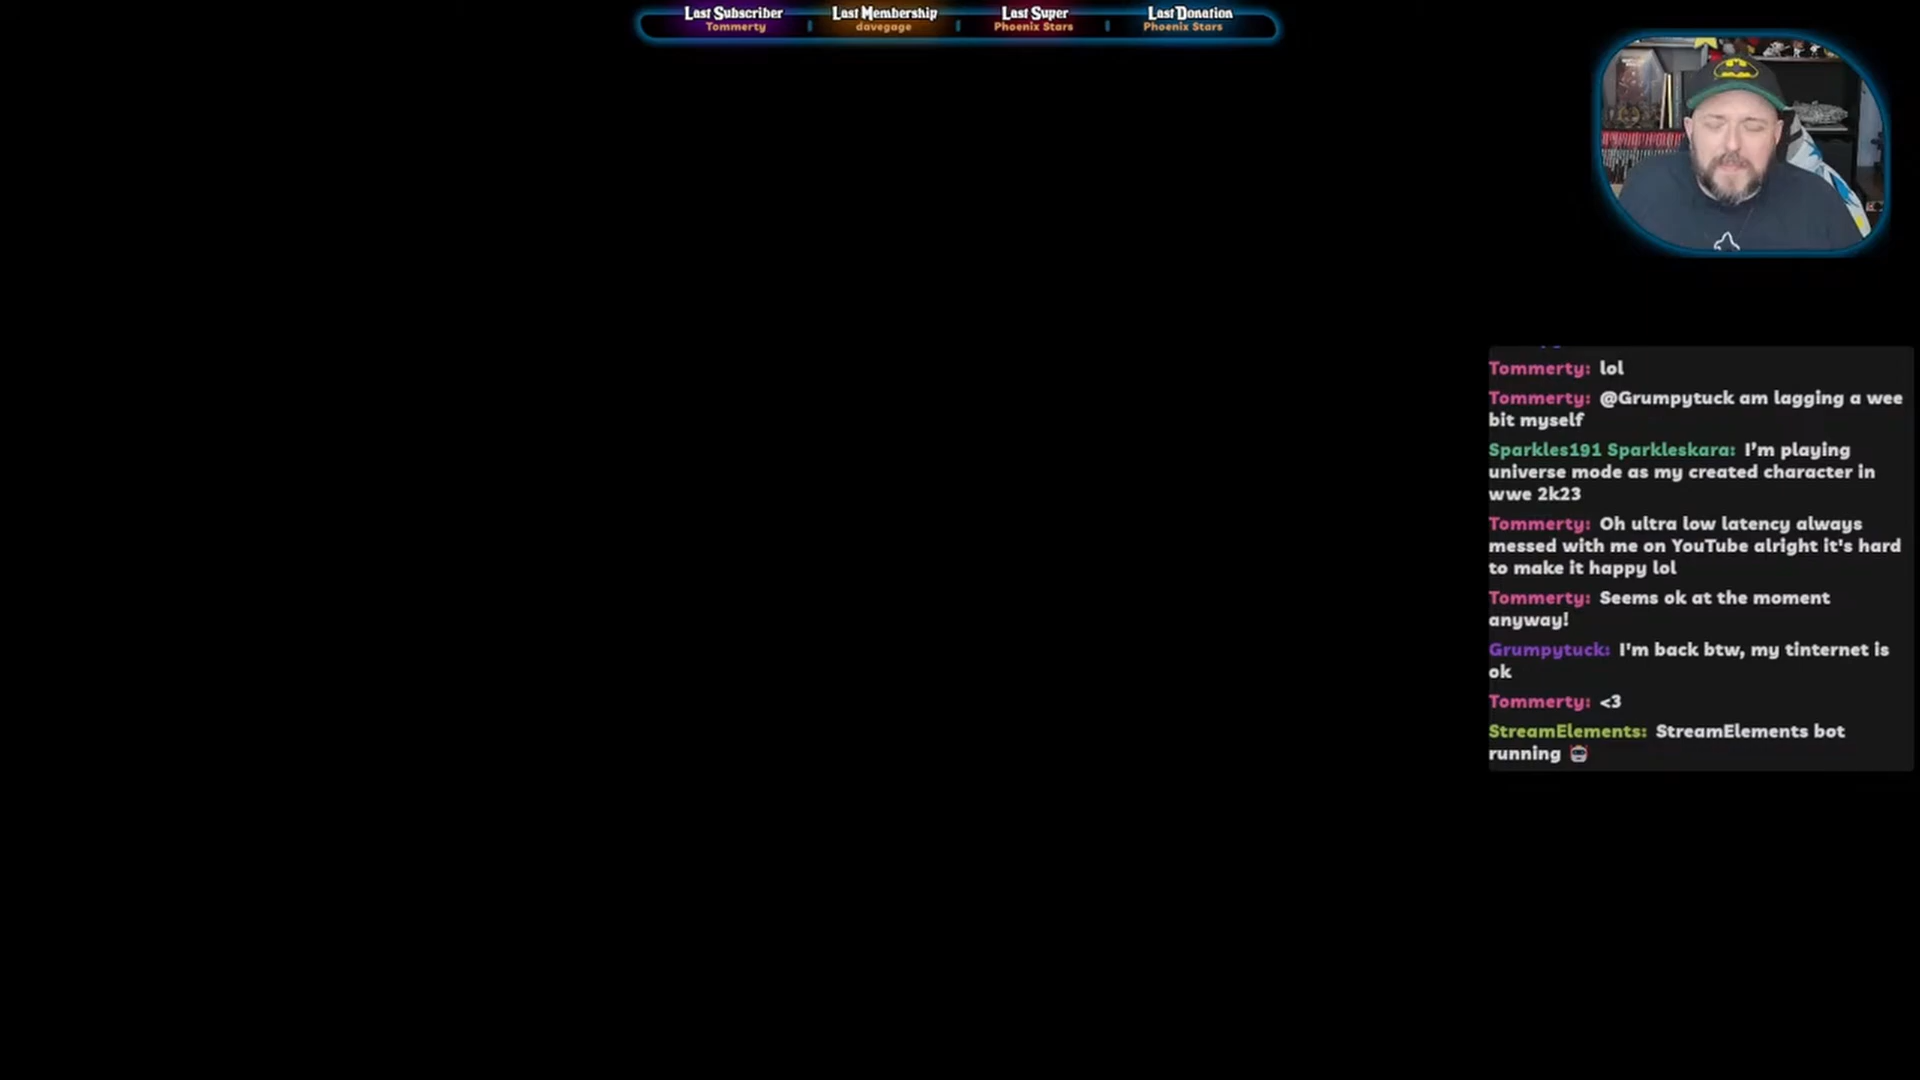 Last Subscriber
Tommerty
Last Membership
davegage
Last Super
Phoenix Stars
Last Donation
Phoenix Stars
Tommerty: lol
Tommerty: @Grumpytuck am lagging a wee
bit myself
Sparkles191 Sparkleskara: I'm playing
universe mode as my created character in
wwe 2k23
Tommerty: Oh ultra low latency always
messed with me on YouTube alright it's hard
to make it happy lol
Tommerty: Seems ok at the moment
anyway!
Grumpytuck: I'm back btw, my tinternet is
ok
Tommerty: <3
StreamElements: StreamElements bot
running